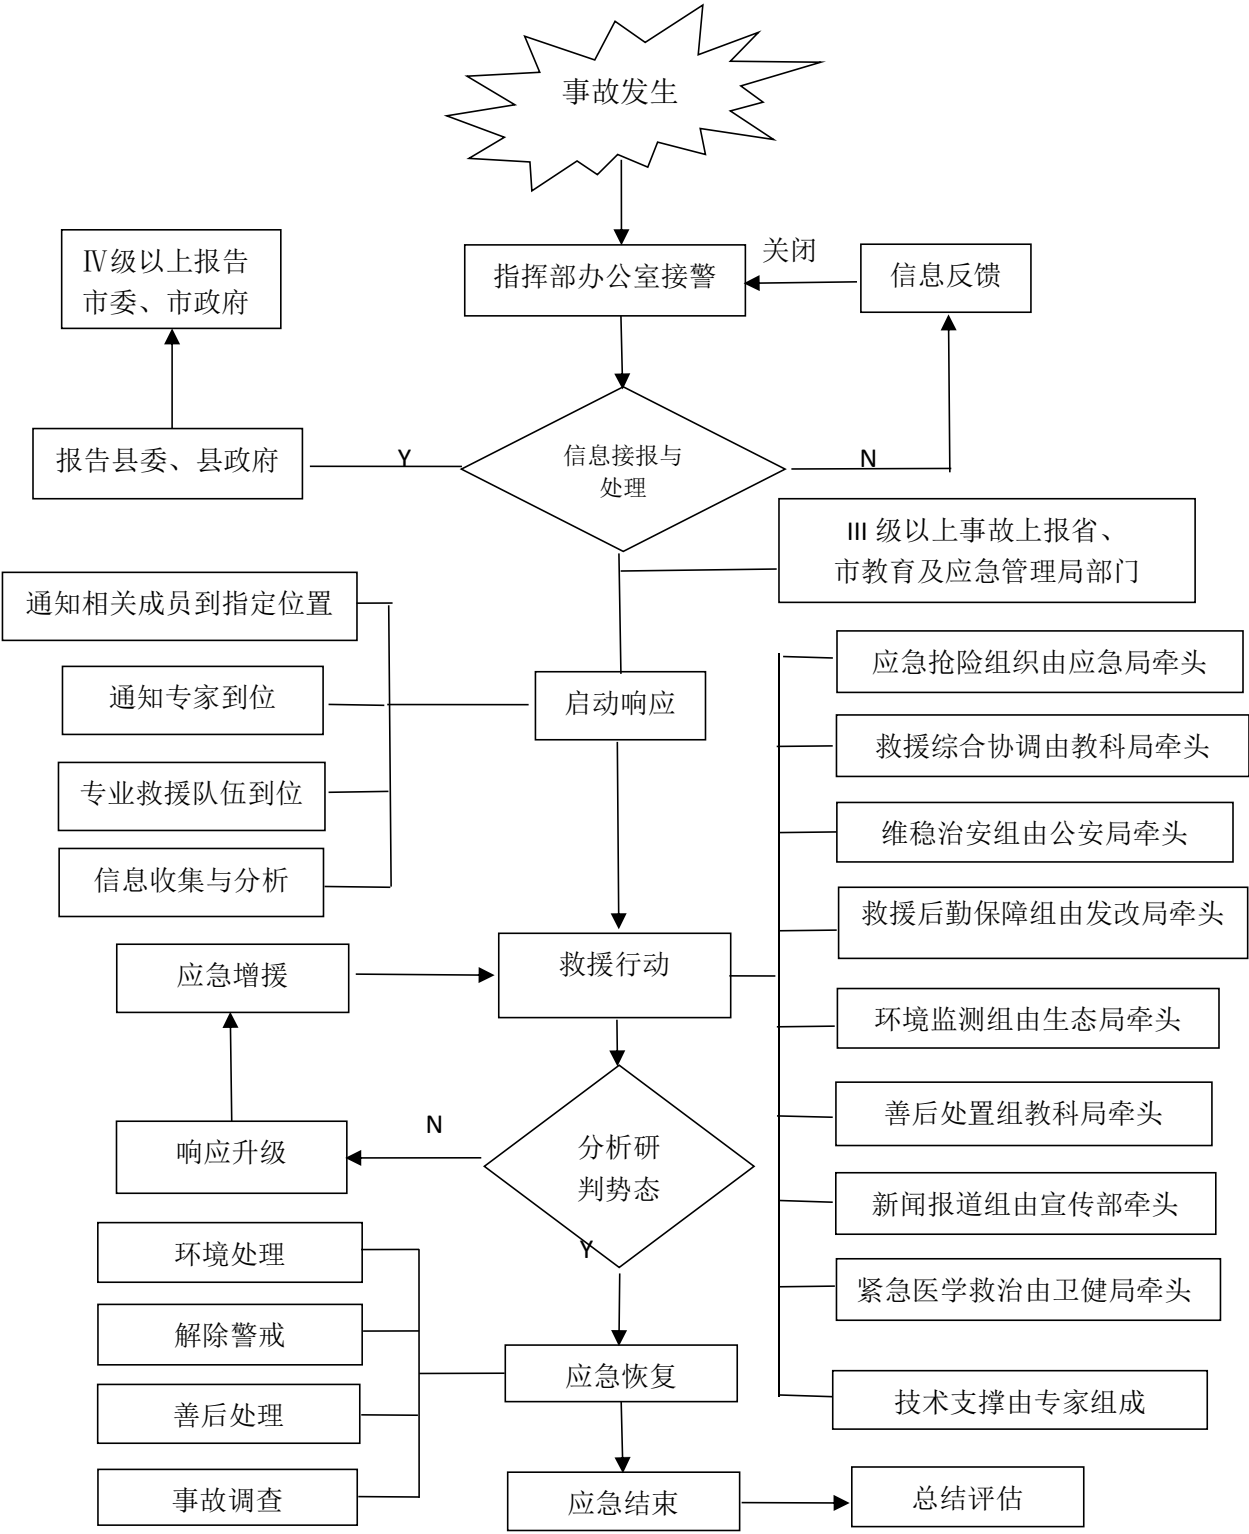 事故发生
Ⅳ级以上报告
市委、市政府
指挥部办公室接警
关闭
信息反馈
报告县委、县政府
Y
信息接报与
处理
N
III 级以上事故上报省、
市教育及应急管理局部门
通知相关成员到指定位置
通知专家到位
专业救援队伍到位
信息收集与分析
启动响应
应急抢险组织由应急局牵头
救援综合协调由教科局牵头
维稳治安组由公安局牵头
救援后勤保障组由发改局牵头
环境监测组由生态局牵头
善后处置组教科局牵头
新闻报道组由宣传部牵头
紧急医学救治由卫健局牵头
技术支撑由专家组成
应急增援
救援行动
响应升级
N
分析研
判势态
Y
环境处理
解除警戒
善后处理
事故调查
应急恢复
应急结束
总结评估